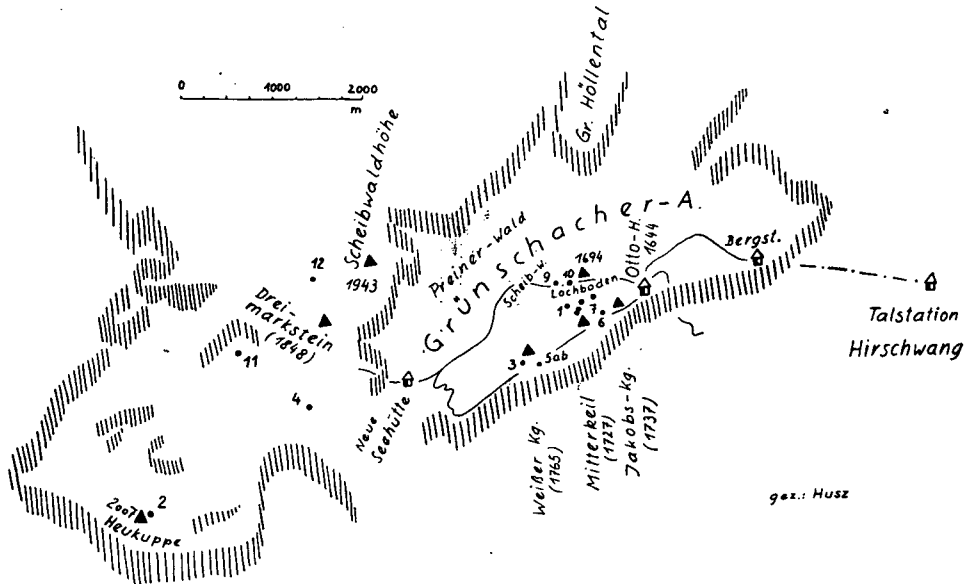 0 1000 2000
m
Gr. Höllental
Scheibwaldhöhe
1943
12
Preiner-Wald
Grünschacher-A.
Scheib-W.
9
10
1694
Lochboden
Otto-H.
1644
Bergst.
Talstation
Hirschwang
Drei-
markstein
(1848)
11
4
1
8
7
6
3
5ab
Neue
Seehütte
Weißer Kg.
(1765)
Mitterkeil
(1727)
Jakobs-Kg.
(1737)
2007
2
Heukuppe
gez.: Husz